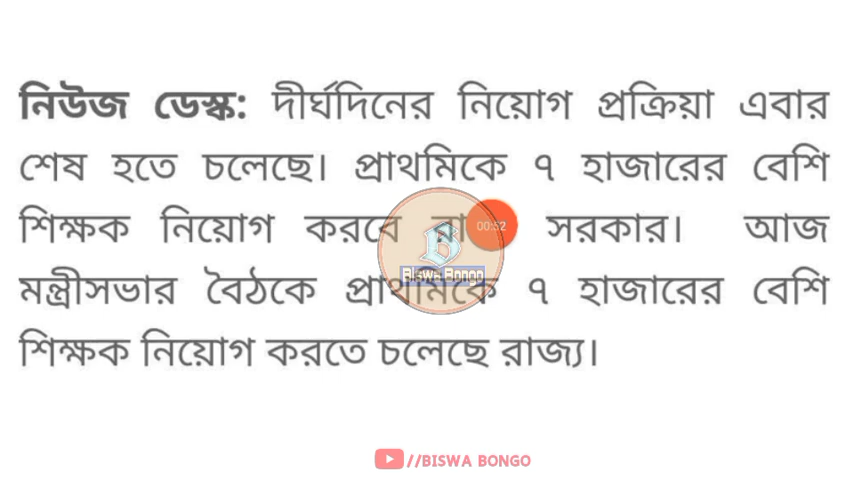 নিউজ ডেস্ক: দীর্ঘদিনের নিয়োগ প্রক্রিয়া এবার
শেষ হতে চলেছে। প্রাথমিকে ৭ হাজারের বেশি
শিক্ষক নিয়োগ করবে সরকার। আজ
মন্ত্রীসভার বৈঠকে প্রাথমিকে ৭ হাজারের বেশি
শিক্ষক নিয়োগ করতে চলেছে রাজ্য।
00:52
B
Biswa Bongo
//BISWA BONGO